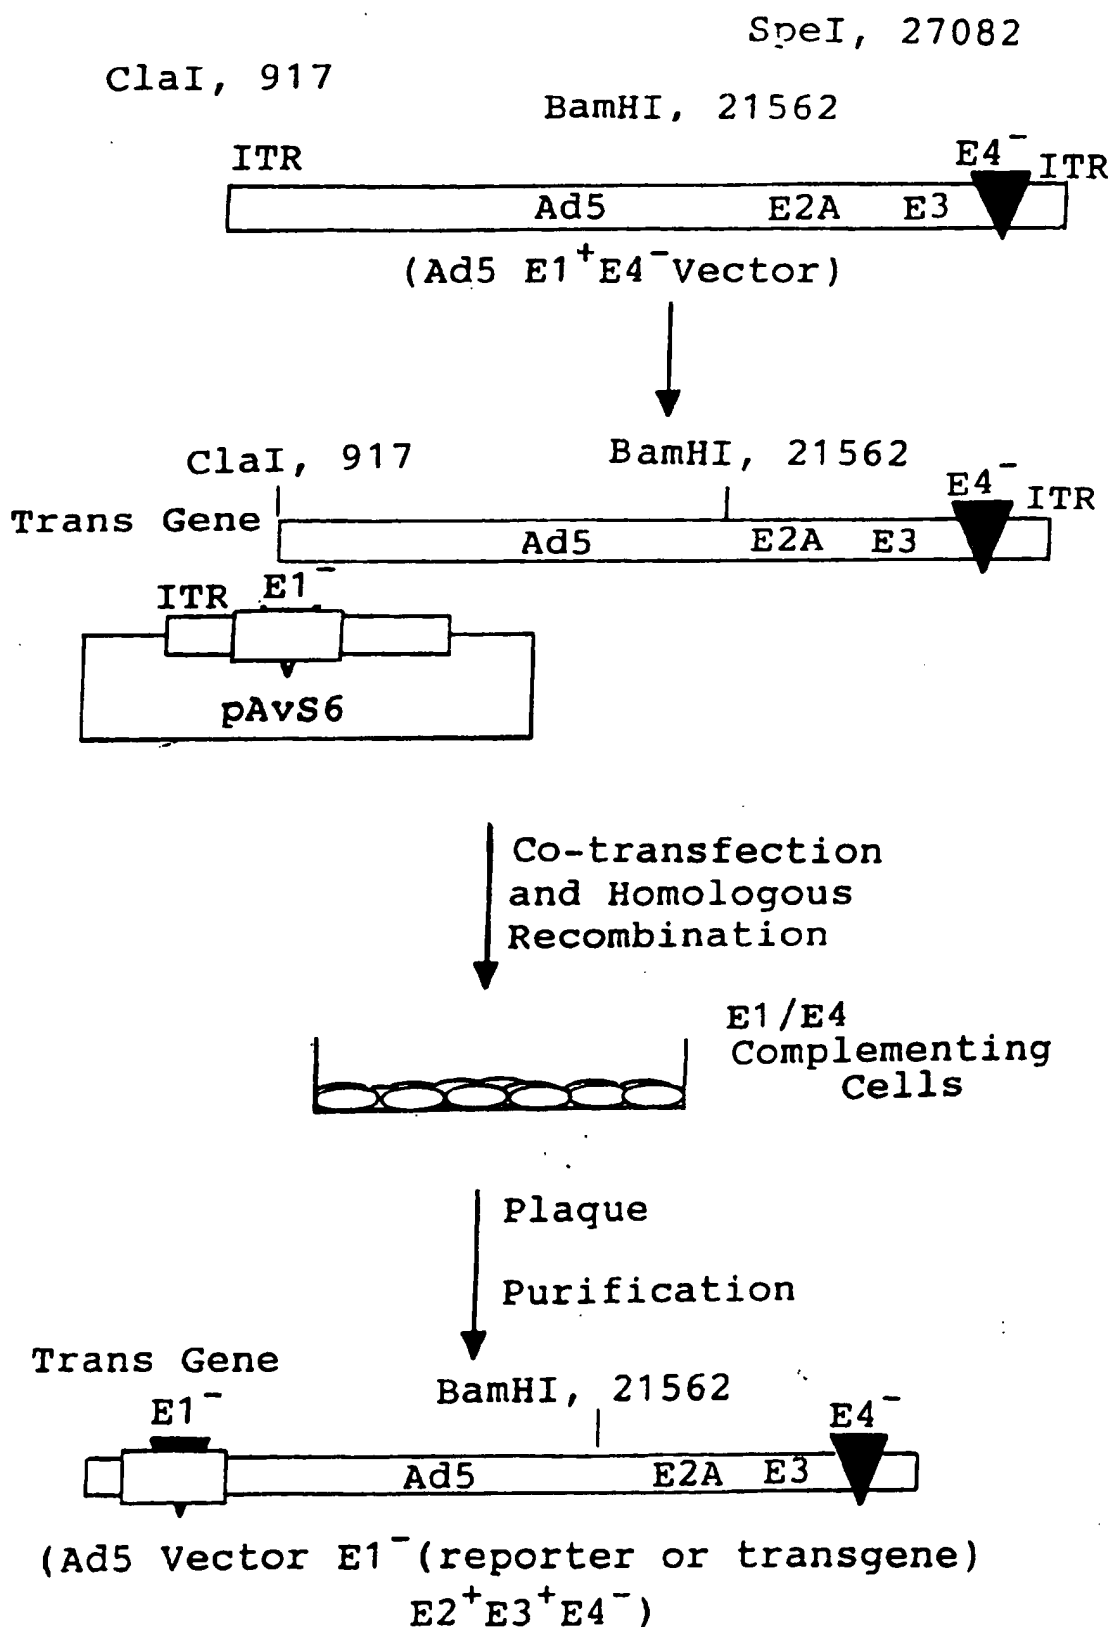 SpeI, 27082
ClaI, 917
BamHI, 21562
ITR
E4⁻
ITR
Ad5 E2A E3
(Ad5 E1⁺E4⁻Vector)
ClaI, 917
BamHI, 21562
E4⁻
ITR
Trans Gene
Ad5 E2A E3
ITR E1⁻
pAvS6
Co-transfection
and Homologous
Recombination
E1/E4
Complementing
Cells
Plaque
Purification
Trans Gene
BamHI, 21562
E1⁻
E4⁻
Ad5 E2A E3
(Ad5 Vector E1⁻(reporter or transgene)
E2⁺E3⁺E4⁻)